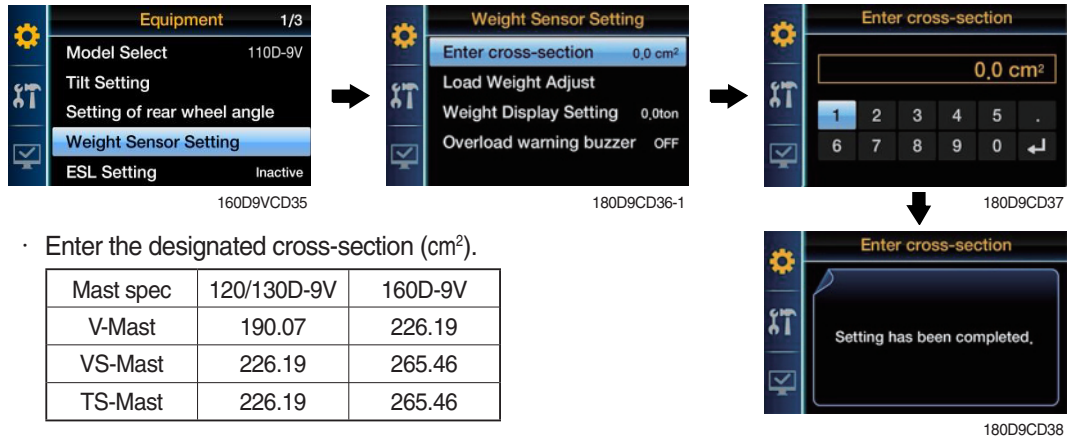 Equipment 1/3
Model Select 110D-9V
Tilt Setting
Setting of rear wheel angle
Weight Sensor Setting
ESL Setting Inactive
160D9VCD35
Weight Sensor Setting
Enter cross-section 0.0 cm²
Load Weight Adjust
Weight Display Setting 0.0ton
Overload warning buzzer OFF
180D9CD36-1
Enter cross-section
0.0 cm²
1 2 3 4 5 .
6 7 8 9 0 ↵
180D9CD37
· Enter the designated cross-section (cm²).
Mast spec 120/130D-9V 160D-9V
V-Mast 190.07 226.19
VS-Mast 226.19 265.46
TS-Mast 226.19 265.46
Enter cross-section
Setting has been completed.
180D9CD38